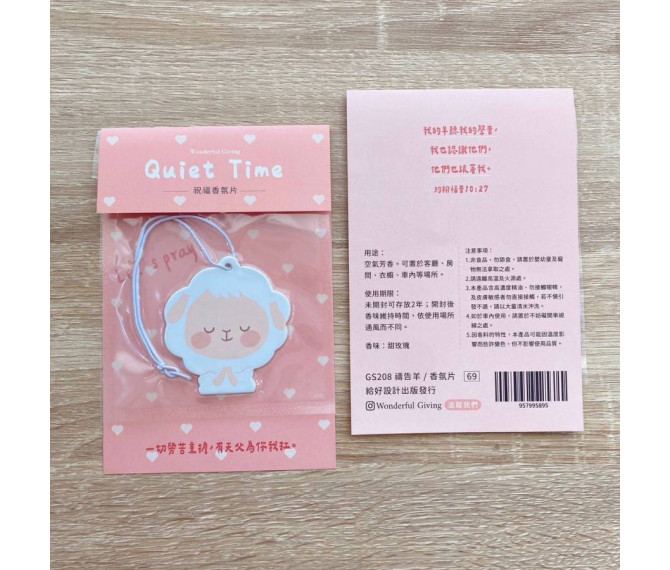 Wonderful Giving
Quiet Time
祝福香氛片
Let's pray
一切勞苦重擔,有天父為你我扛。
我的羊聽我的聲音,
我也認識他們,
他們也跟著我。
約翰福音10:27
用途:
空氣芳香。可置於客廳、房
間、衣櫥、車內等場所。
使用期限:
未開封可存放2年;開封後
香味維持時間,依使用場所
通風而不同。
香味:甜玫瑰
注意事項:
1.非食品,勿誤食,請置於嬰幼童及寵
物無法拿取之處。
2.請遠離高溫及火源處。
3.本產品含高濃度精油,勿接觸眼睛,
及皮膚敏感者勿直接接觸,若不慎引
發不適,請以大量清水沖洗。
4.如於車內使用,請置於不妨礙開車視
線之處。
5.因香料的特性,本產品可能因溫度影
響而些許變色,但不影響使用品質。
GS208 禱告羊 / 香氛片 69
給好設計出版發行
Wonderful Giving 追蹤我們
957995895